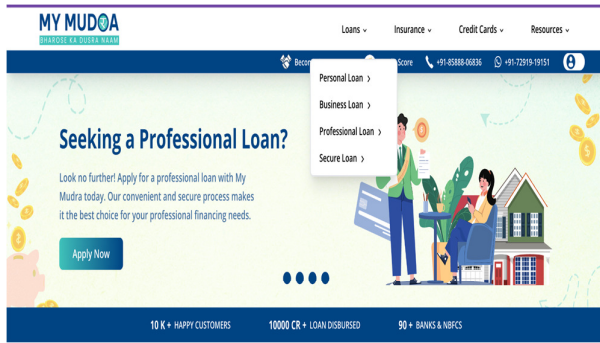 MY MUDRA
BHAROSE KA DUSRA NAAM
Loans
Insurance
Credit Cards
Resources
Score
+91-85888-06836
+91-72919-19151
Personal Loan
Business Loan
Professional Loan
Secure Loan
Seeking a Professional Loan?
Look no further! Apply for a professional loan with My
Mudra today. Our convenient and secure process makes
it the best choice for your professional financing needs.
Apply Now
10 K + HAPPY CUSTOMERS
10000 CR + LOAN DISBURSED
90 + BANKS & NBFCS